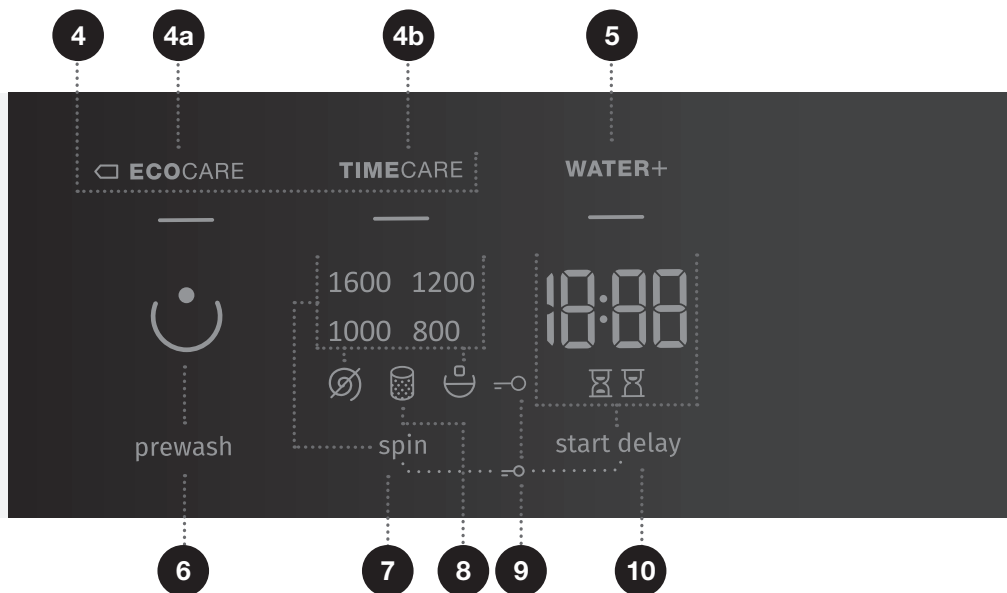 4 4a 4b 5
ECOCARE TIMECARE WATER+
1600 1200
1000 800
18:88
prewash spin start delay
6 7 8 9 10